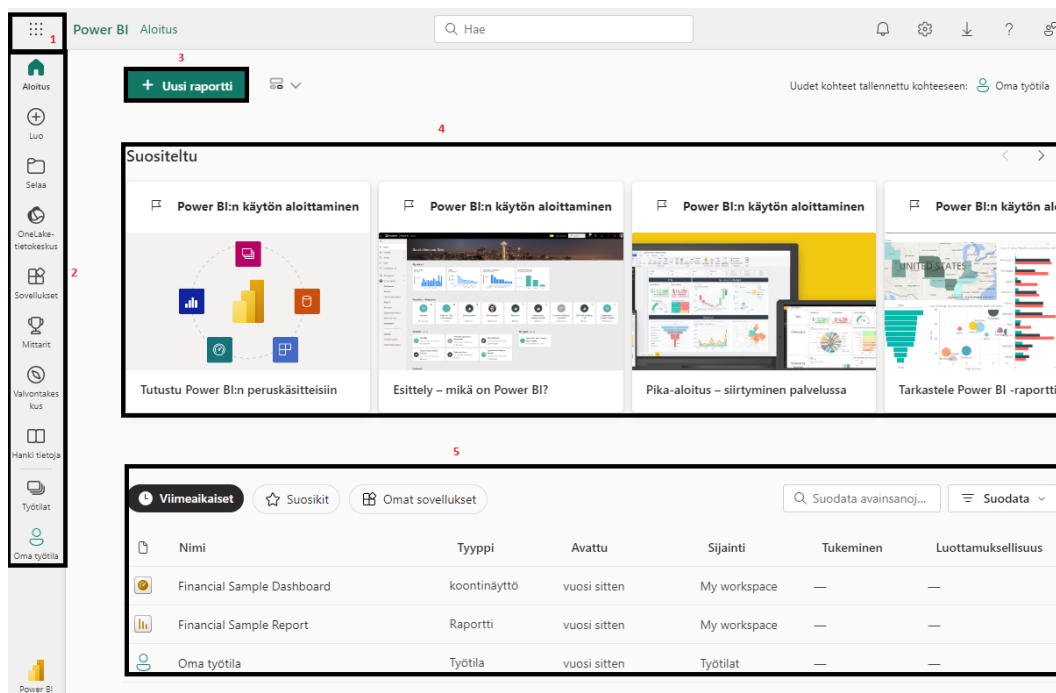 1
Power BI Aloitus
Hae
Aloitus
Luo
Selaa
OneLake-
tietokeskus
2
Sovellukset
Mittarit
Valvontakes
kus
Hanki tietoja
Työtilat
Oma työtila
Power BI
3
+ Uusi raportti
Uudet kohteet tallennettu kohteeseen: Oma työtila
4
Suositeltu
Power BI:n käytön aloittaminen
Tutustu Power BI:n peruskäsitteisiin
Power BI:n käytön aloittaminen
Esittely – mikä on Power BI?
Power BI:n käytön aloittaminen
Pika-aloitus – siirtyminen palvelussa
Power BI:n käytön alo
UNITED STATES
Tarkastele Power BI -raportti
5
Viimeaikaiset Suosikit Omat sovellukset Suodata avainsanoj... Suodata
Nimi Tyyppi Avattu Sijainti Tukeminen Luottamuksellisuus
Financial Sample Dashboard koontinäyttö vuosi sitten My workspace — —
Financial Sample Report Raportti vuosi sitten My workspace — —
Oma työtila Työtila vuosi sitten Työtilat — —